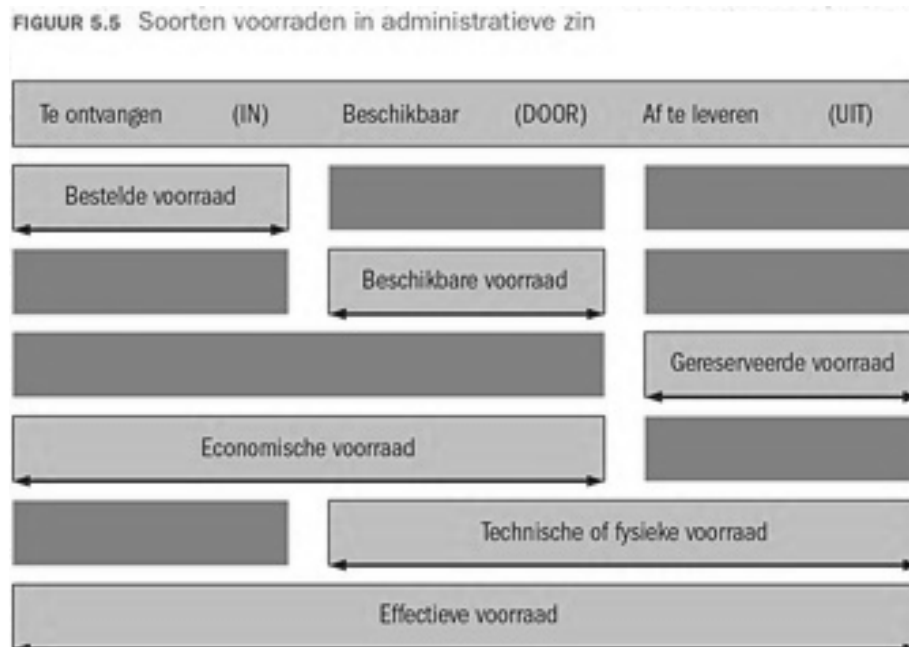 FIGUUR 5.5 Soorten voorraden in administratieve zin
Te ontvangen (IN) Beschikbaar (DOOR) Af te leveren (UIT)
Bestelde voorraad
Beschikbare voorraad
Gereserveerde voorraad
Economische voorraad
Technische of fysieke voorraad
Effectieve voorraad